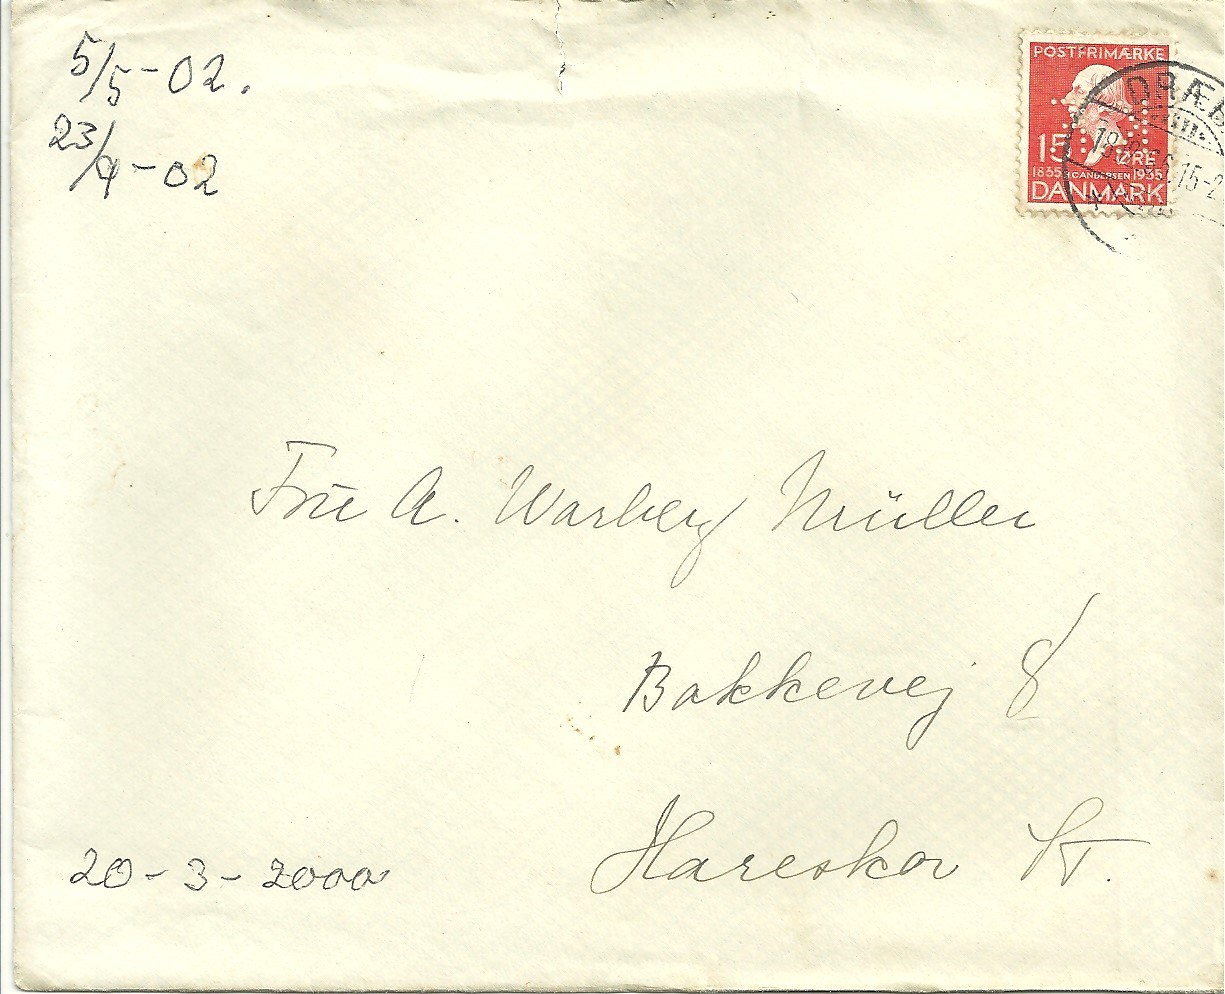 5/5-02.
23/9-02
POSTFRIMÆRKE
15 ØRE
1835 H.C. ANDERSEN 1935
DANMARK
Fru A. Warberg Müller
Bakkevej 8
Hareskov St.
20-3-2000